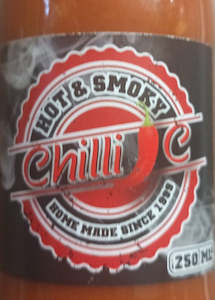 HOT & SMOKY
Chilli C
HOME MADE SINCE 1999
250 ML